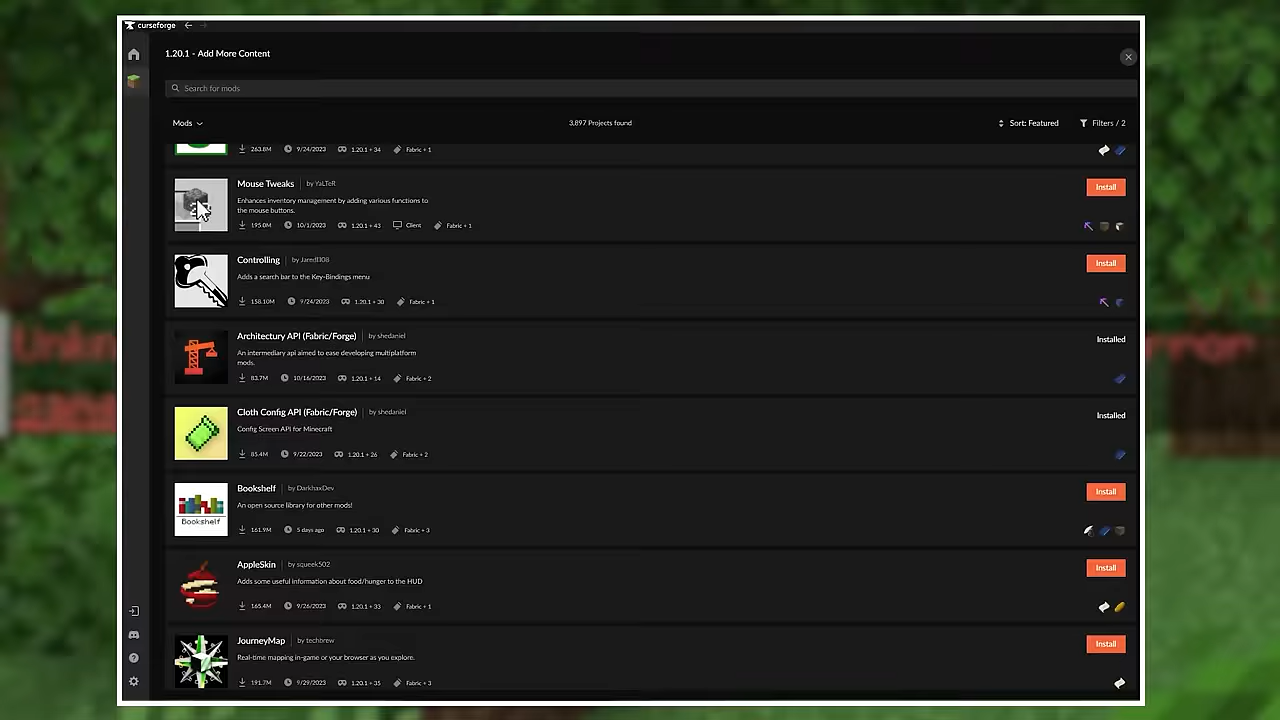 curseforge
1.20.1 - Add More Content
Search for mods
Mods
3,897 Projects found
Sort: Featured
Filters / 2
263.8M 9/24/2023 1.20.1 + 34 Fabric + 1
Mouse Tweaks by YaLTeR
Install
Enhances inventory management by adding various functions to
the mouse buttons.
195.0M 10/1/2023 1.20.1 + 43 Client Fabric + 1
Controlling by Jaredlll08
Install
Adds a search bar to the Key-Bindings menu
158.10M 9/24/2023 1.20.1 + 30 Fabric + 1
Architectury API (Fabric/Forge) by shedaniel
Installed
An intermediary api aimed to ease developing multiplatform
mods.
83.7M 10/16/2023 1.20.1 + 14 Fabric + 2
Cloth Config API (Fabric/Forge) by shedaniel
Installed
Config Screen API for Minecraft
85.4M 9/22/2023 1.20.1 + 26 Fabric + 2
Bookshelf
Bookshelf by DarkhaxDev
Install
An open source library for other mods!
161.9M 5 days ago 1.20.1 + 30 Fabric + 3
AppleSkin by squeek502
Install
Adds some useful information about food/hunger to the HUD
165.4M 9/26/2023 1.20.1 + 33 Fabric + 1
JourneyMap by techbrew
Install
Real-time mapping in-game or your browser as you explore.
191.7M 9/29/2023 1.20.1 + 35 Fabric + 3